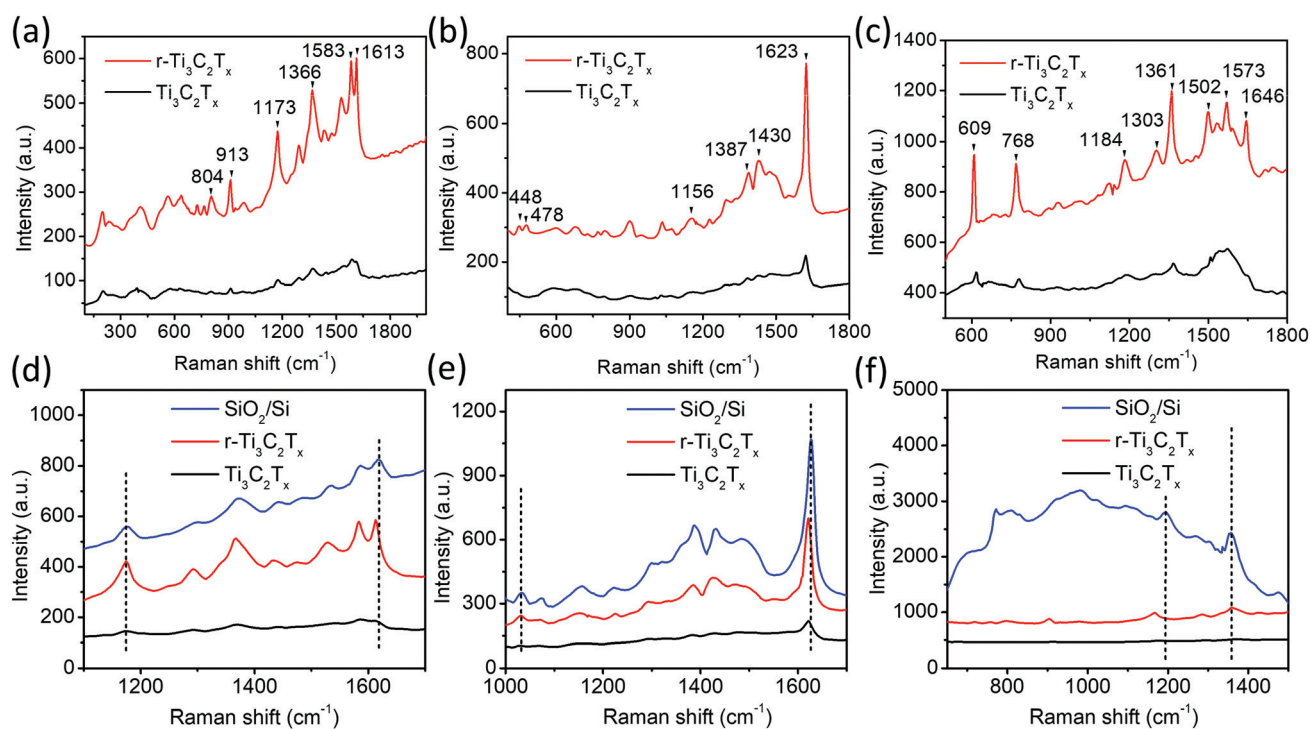 (a)
r-Ti₃C₂Tₓ
Ti₃C₂Tₓ
1583
1613
1366
1173
913
804
600
500
400
300
200
100
Intensity (a.u.)
300 600 900 1200 1500 1800
Raman shift (cm⁻¹)
(b)
r-Ti₃C₂Tₓ
Ti₃C₂Tₓ
1623
1430
1387
1156
448
478
800
600
400
200
Intensity (a.u.)
600 900 1200 1500 1800
Raman shift (cm⁻¹)
(c)
r-Ti₃C₂Tₓ
Ti₃C₂Tₓ
1361
1573
1502
1646
1303
1184
609
768
1400
1200
1000
800
600
400
Intensity (a.u.)
600 900 1200 1500 1800
Raman shift (cm⁻¹)
(d)
SiO₂/Si
r-Ti₃C₂Tₓ
Ti₃C₂Tₓ
1000
800
600
400
200
0
Intensity (a.u.)
1200 1400 1600
Raman shift (cm⁻¹)
(e)
SiO₂/Si
r-Ti₃C₂Tₓ
Ti₃C₂Tₓ
1200
900
600
300
0
Intensity (a.u.)
1000 1200 1400 1600
Raman shift (cm⁻¹)
(f)
SiO₂/Si
r-Ti₃C₂Tₓ
Ti₃C₂Tₓ
5000
4000
3000
2000
1000
0
Intensity (a.u.)
800 1000 1200 1400
Raman shift (cm⁻¹)